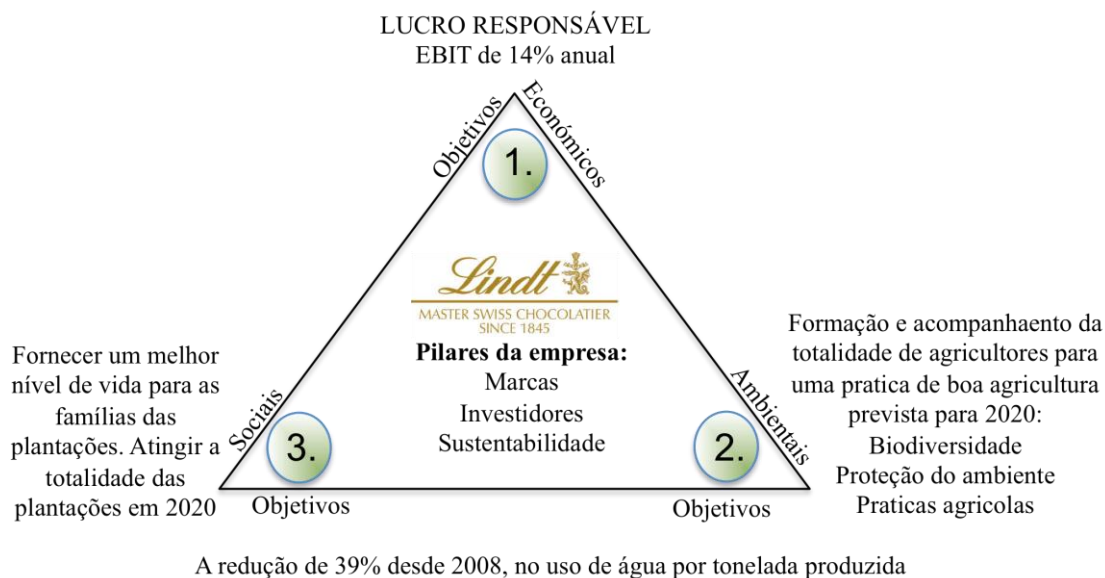 LUCRO RESPONSÁVEL
EBIT de 14% anual
Objetivos
Económicos
1.
Lindt
MASTER SWISS CHOCOLATIER
SINCE 1845
Pilares da empresa:
Marcas
Investidores
Sustentabilidade
Fornecer um melhor
nível de vida para as
famílias das
plantações. Atingir a
totalidade das
plantações em 2020
Sociais
3.
Objetivos
Ambientais
2.
Objetivos
Formação e acompanhaento da
totalidade de agricultores para
uma pratica de boa agricultura
prevista para 2020:
Biodiversidade
Proteção do ambiente
Praticas agricolas
A redução de 39% desde 2008, no uso de água por tonelada produzida